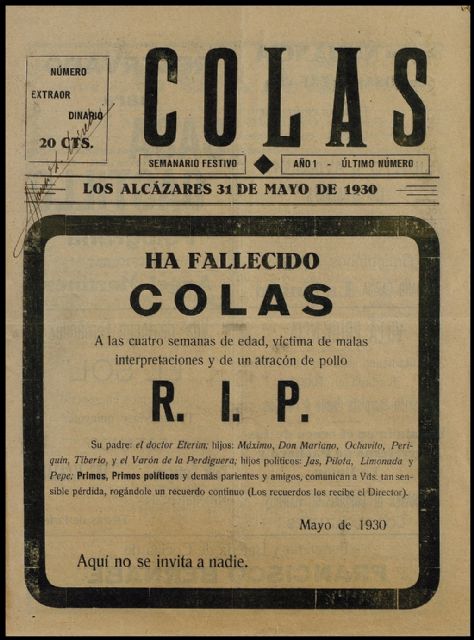 COLAS
NÚMERO
EXTRAOR
DINARIO
20 CTS.
SEMANARIO FESTIVO
AÑO 1 - ÚLTIMO NÚMERO
LOS ALCÁZARES 31 DE MAYO DE 1930
HA FALLECIDO
COLAS
A las cuatro semanas de edad, víctima de malas
interpretaciones y de un atracón de pollo
R. I. P.
Su padre: el doctor Eterim; hijos: Máximo, Don Mariano, Ochavito, Peri-
quín, Tiberio, y el Varón de la Perdiguera; hijos políticos: Jas, Pilota, Limonada y
Pepe; Primos, Primos políticos y demás parientes y amigos, comunican a Vds. tan sen-
sible pérdida, rogándole un recuerdo continuo (Los recuerdos los recibe el Director).
Mayo de 1930
Aquí no se invita a nadie.